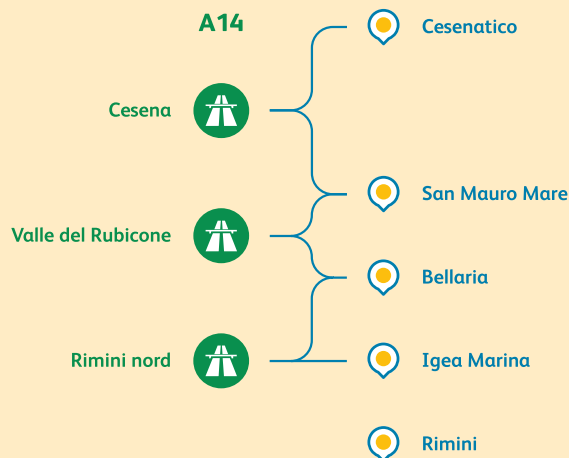 A14
Cesenatico
Cesena
San Mauro Mare
Valle del Rubicone
Bellaria
Rimini nord
Igea Marina
Rimini